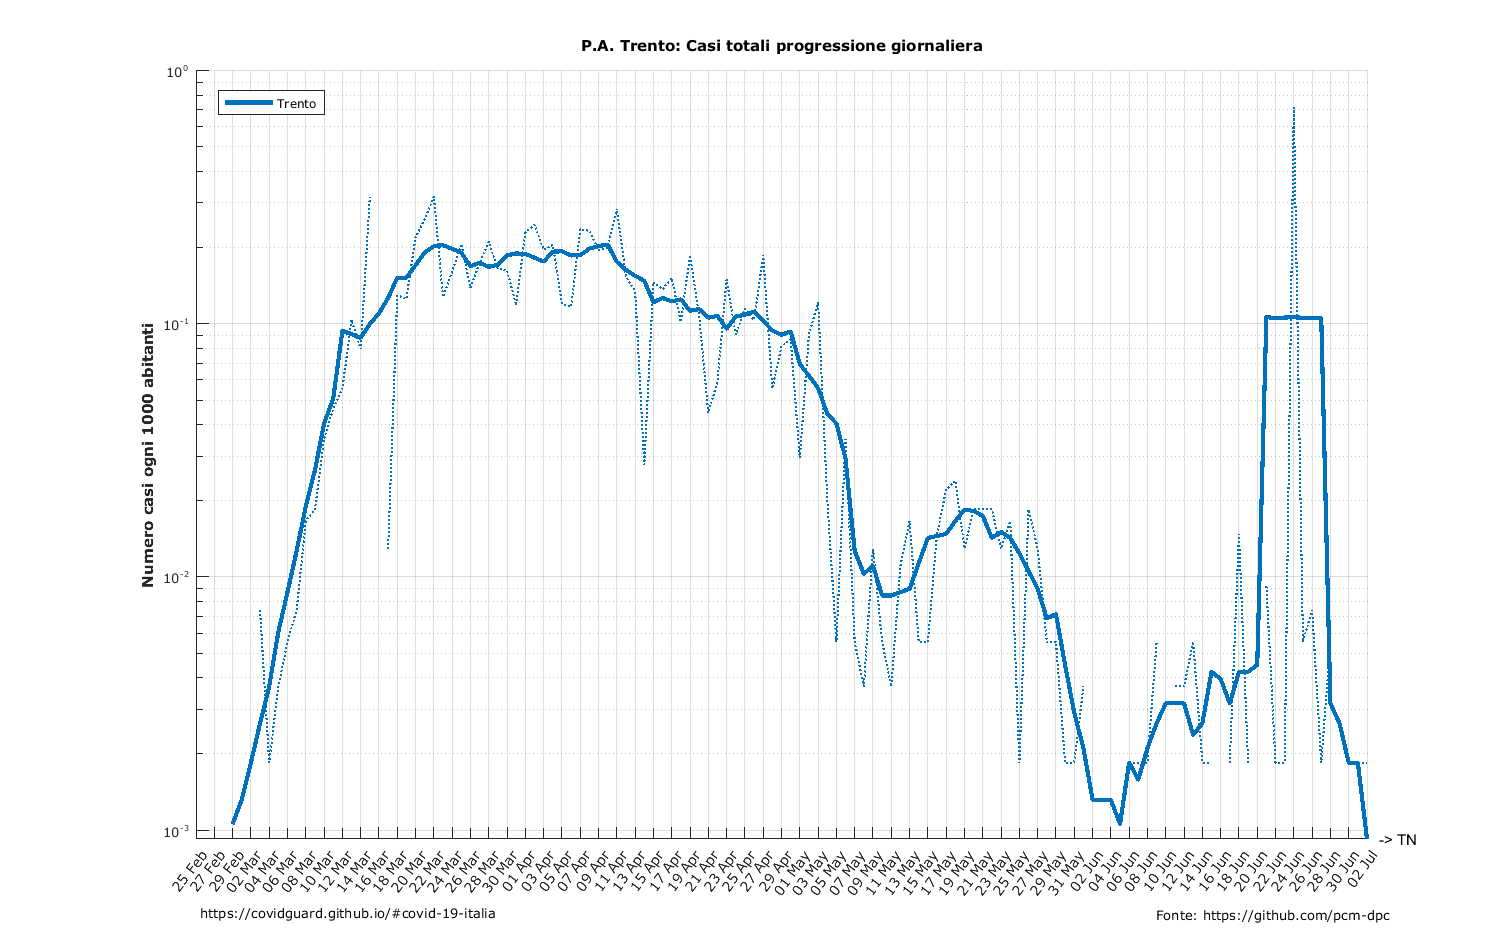 P.A. Trento: Casi totali progressione giornaliera
10^0
Trento
10^-1
10^-2
10^-3
Numero casi ogni 1000 abitanti
-> TN
25 Feb
27 Feb
29 Feb
02 Mar
04 Mar
06 Mar
08 Mar
10 Mar
12 Mar
14 Mar
16 Mar
18 Mar
20 Mar
22 Mar
24 Mar
26 Mar
28 Mar
30 Mar
01 Apr
03 Apr
05 Apr
07 Apr
09 Apr
11 Apr
13 Apr
15 Apr
17 Apr
19 Apr
21 Apr
23 Apr
25 Apr
27 Apr
29 Apr
01 May
03 May
05 May
07 May
09 May
11 May
13 May
15 May
17 May
19 May
21 May
23 May
25 May
27 May
29 May
31 May
02 Jun
04 Jun
06 Jun
08 Jun
10 Jun
12 Jun
14 Jun
16 Jun
18 Jun
20 Jun
22 Jun
24 Jun
26 Jun
28 Jun
30 Jun
02 Jul
https://covidguard.github.io/#covid-19-italia
Fonte: https://github.com/pcm-dpc